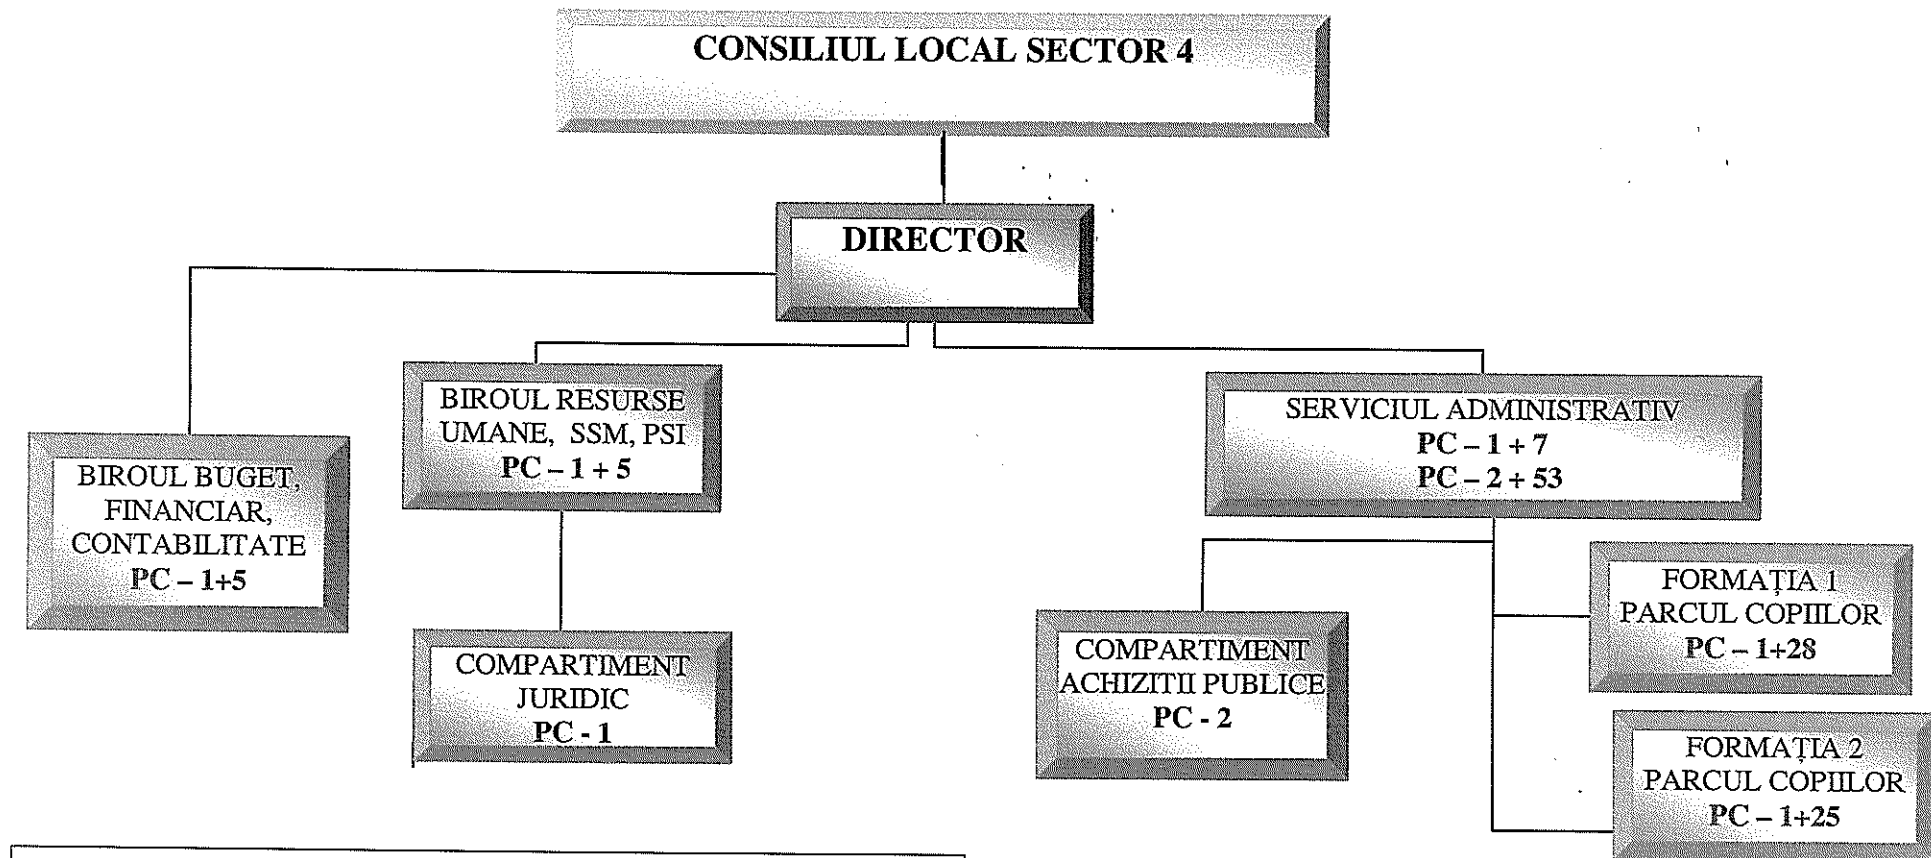 CONSILIUL LOCAL SECTOR 4
DIRECTOR
BIROUL BUGET,
FINANCIAR,
CONTABILITATE
PC – 1+5
BIROUL RESURSE
UMANE, SSM, PSI
PC – 1 + 5
COMPARTIMENT
JURIDIC
PC - 1
SERVICIUL ADMINISTRATIV
PC – 1 + 7
PC – 2 + 53
COMPARTIMENT
ACHIZITII PUBLICE
PC - 2
FORMAȚIA 1
PARCUL COPIILOR
PC – 1+28
FORMAȚIA 2
PARCUL COPIILOR
PC – 1+25